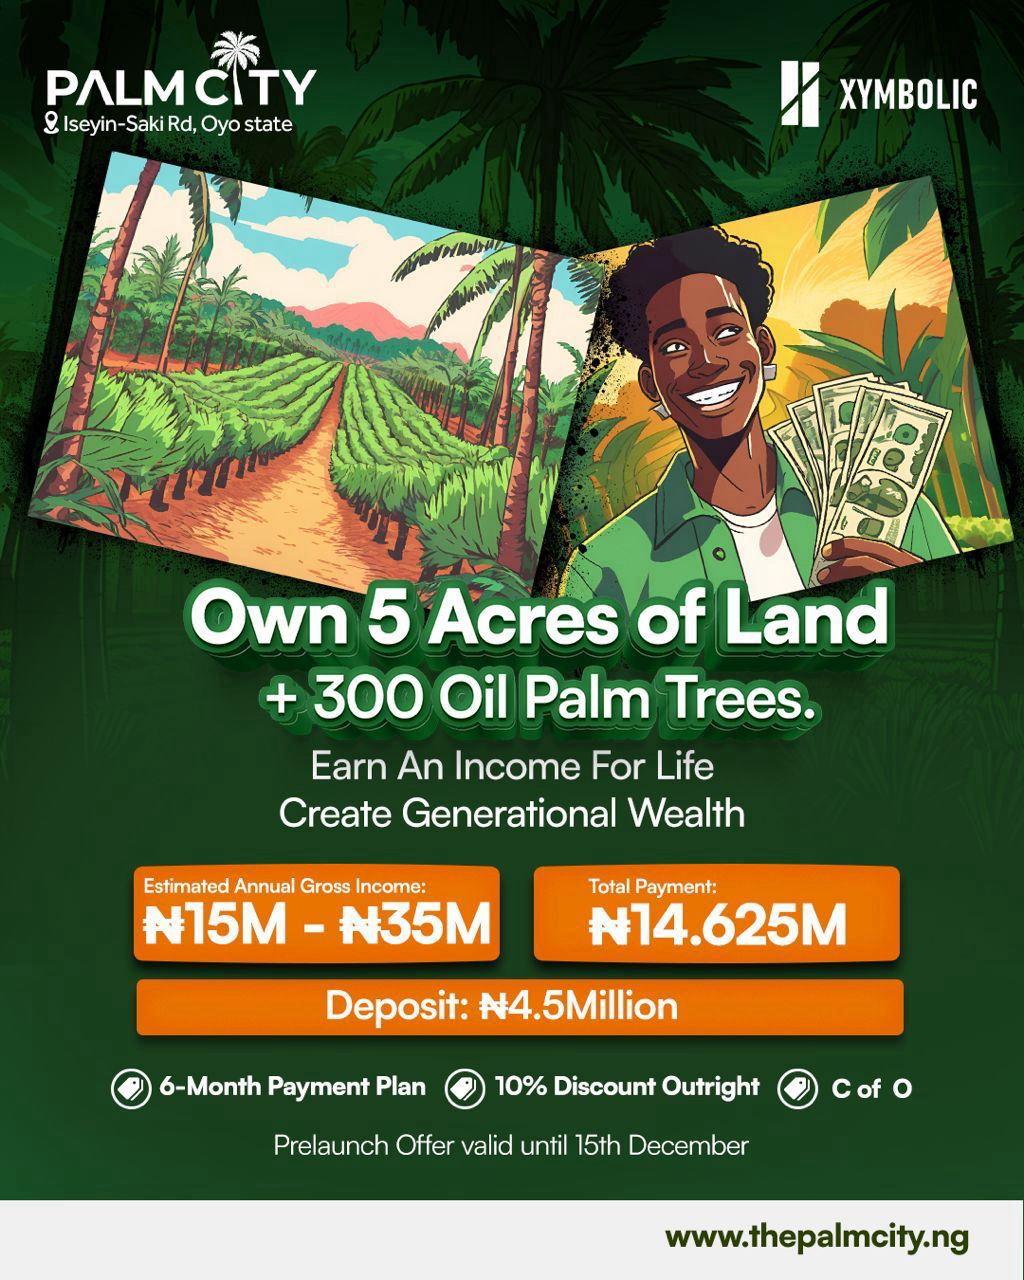 PALM CITY
Iseyin-Saki Rd, Oyo state
XYMBOLIC
Own 5 Acres of Land
+ 300 Oil Palm Trees.
Earn An Income For Life
Create Generational Wealth
Estimated Annual Gross Income:
₦15M - ₦35M
Total Payment:
₦14.625M
Deposit: ₦4.5Million
6-Month Payment Plan
10% Discount Outright
C of O
Prelaunch Offer valid until 15th December
www.thepalmcity.ng